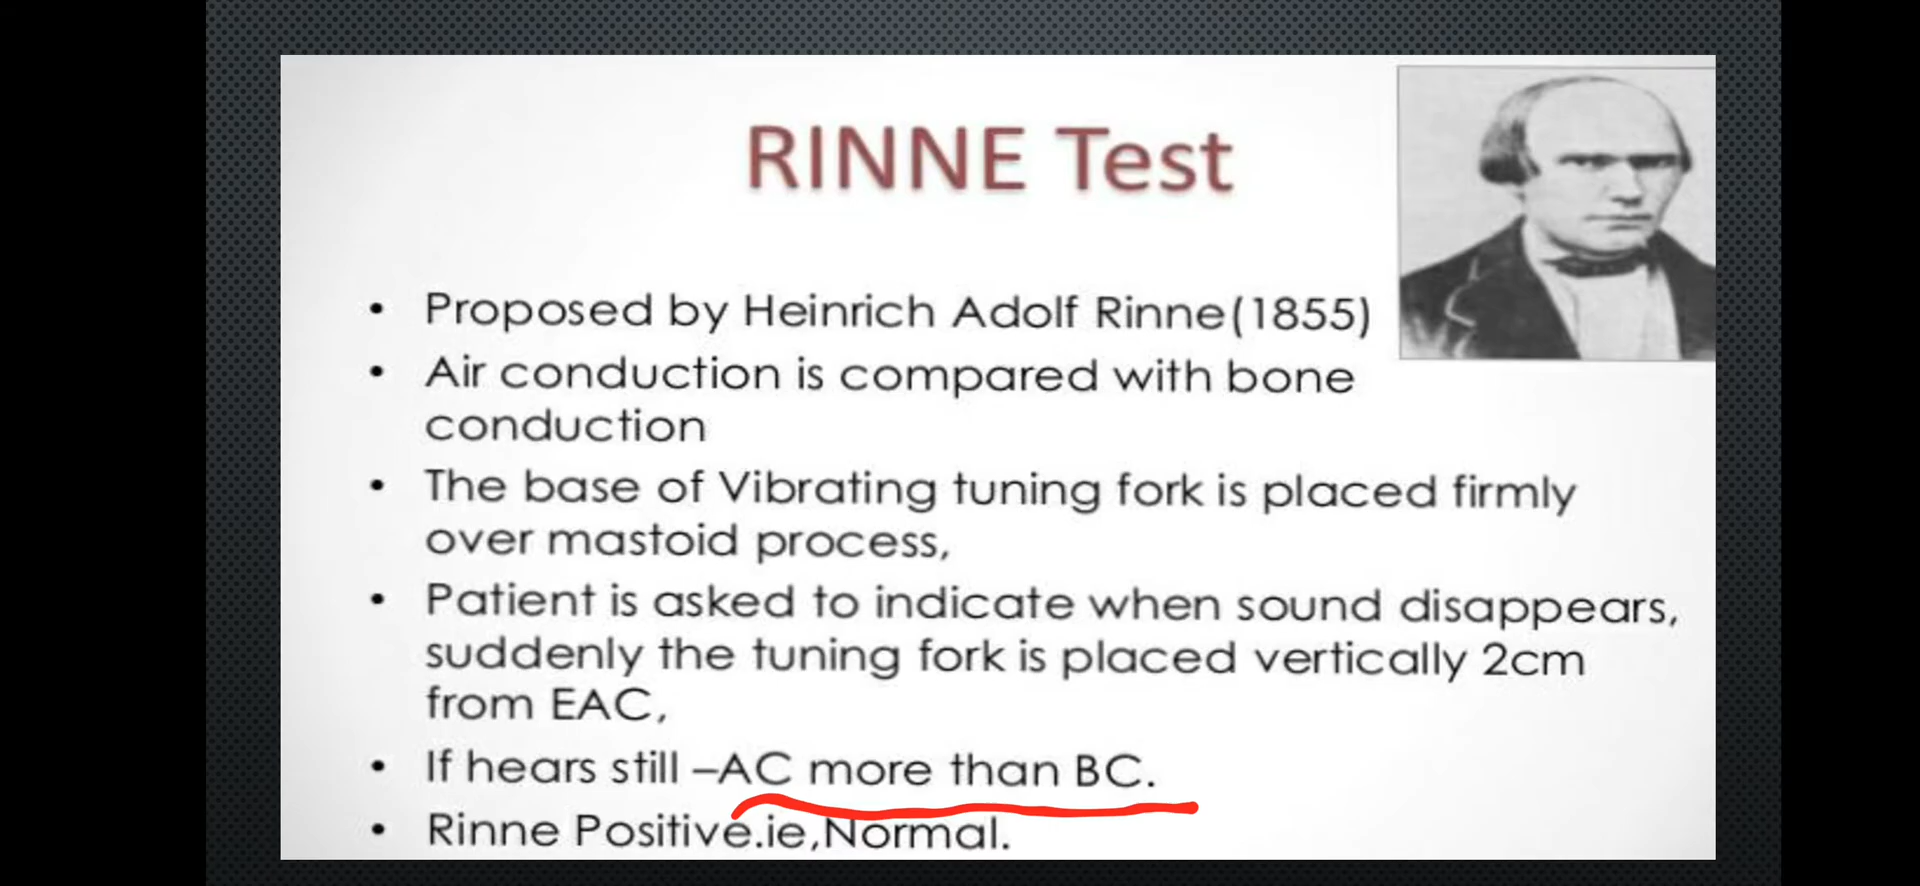 RINNE Test
• Proposed by Heinrich Adolf Rinne(1855)
• Air conduction is compared with bone
conduction
• The base of Vibrating tuning fork is placed firmly
over mastoid process,
• Patient is asked to indicate when sound disappears,
suddenly the tuning fork is placed vertically 2cm
from EAC,
• If hears still –AC more than BC.
• Rinne Positive.ie,Normal.